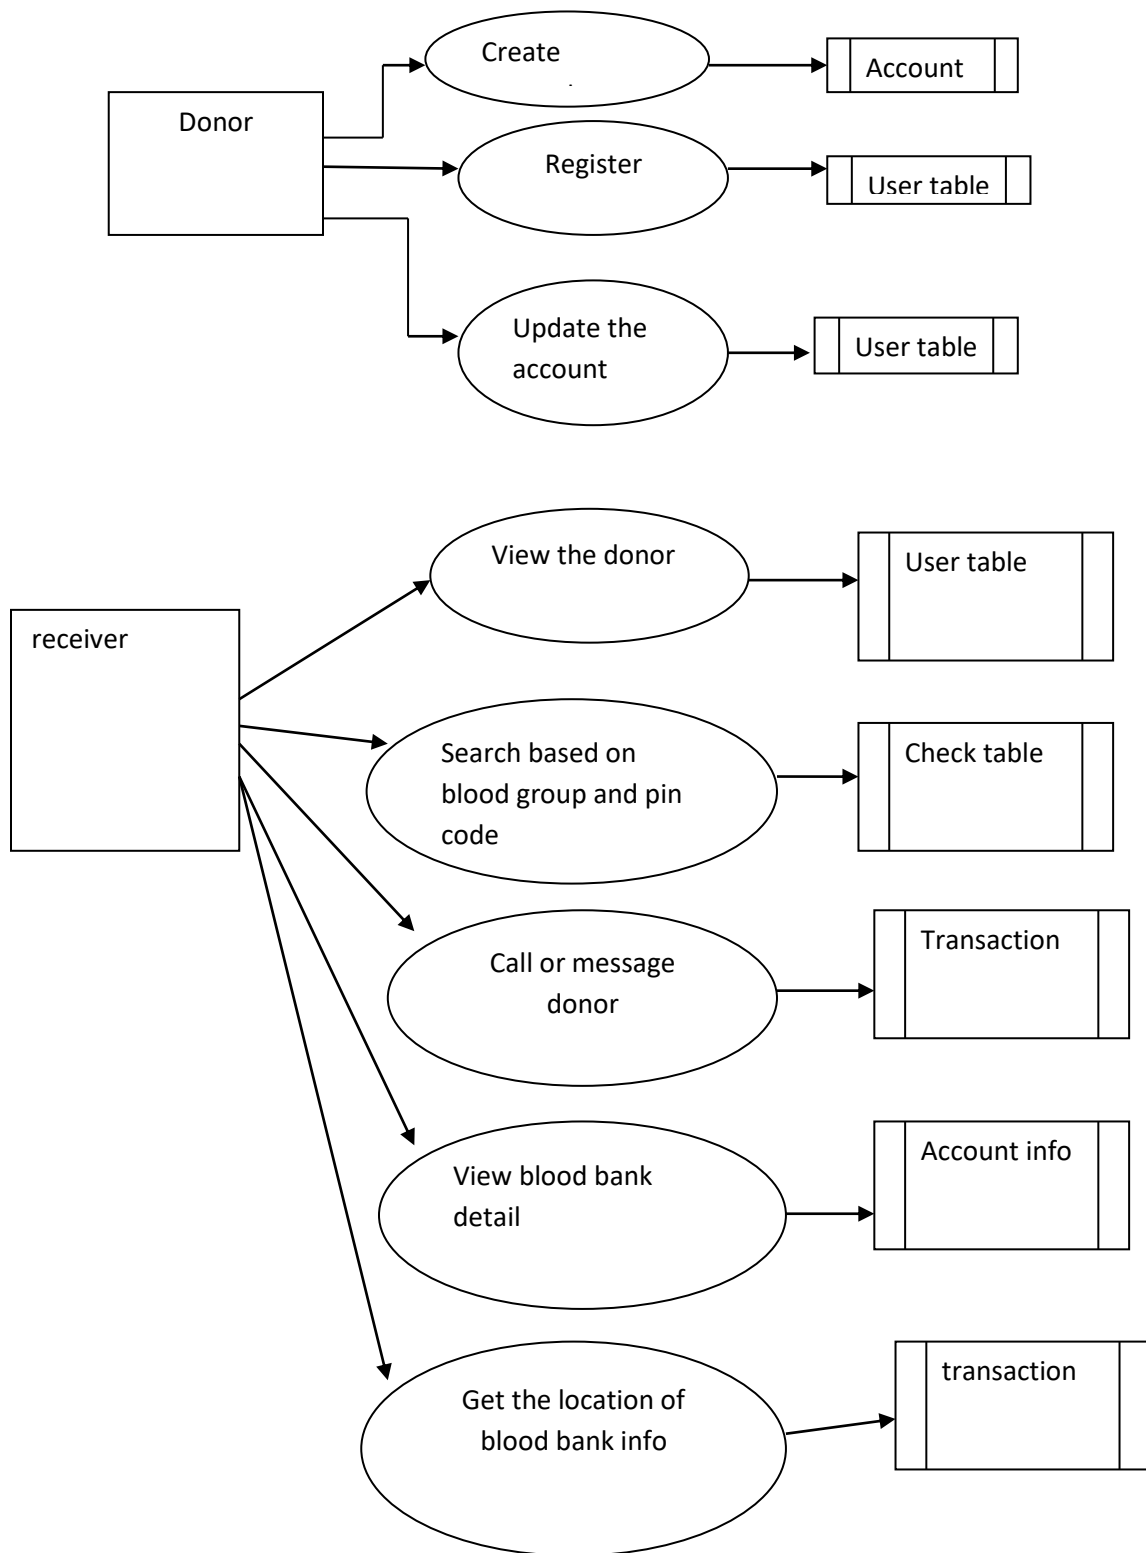 Create
Account
Donor
Register
User table
Update the
account
User table
View the donor
User table
receiver
Search based on
blood group and pin
code
Check table
Call or message
donor
Transaction
View blood bank
detail
Account info
Get the location of
blood bank info
transaction